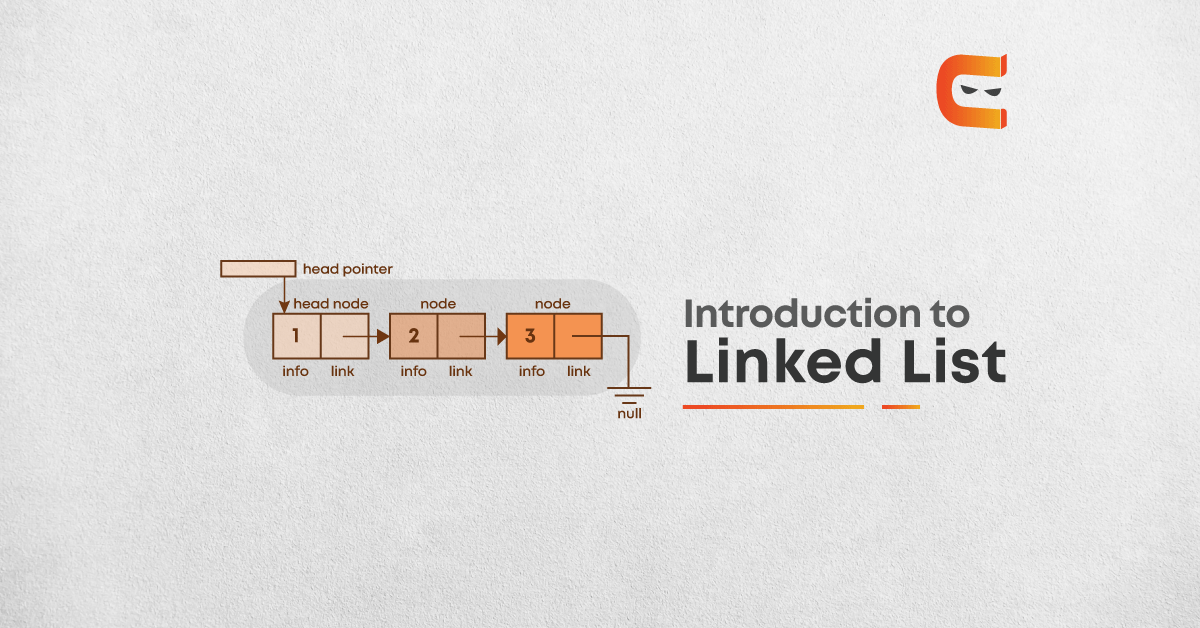 head pointer
head node node node
1 2 3
info link info link info link
null
Introduction to
Linked List